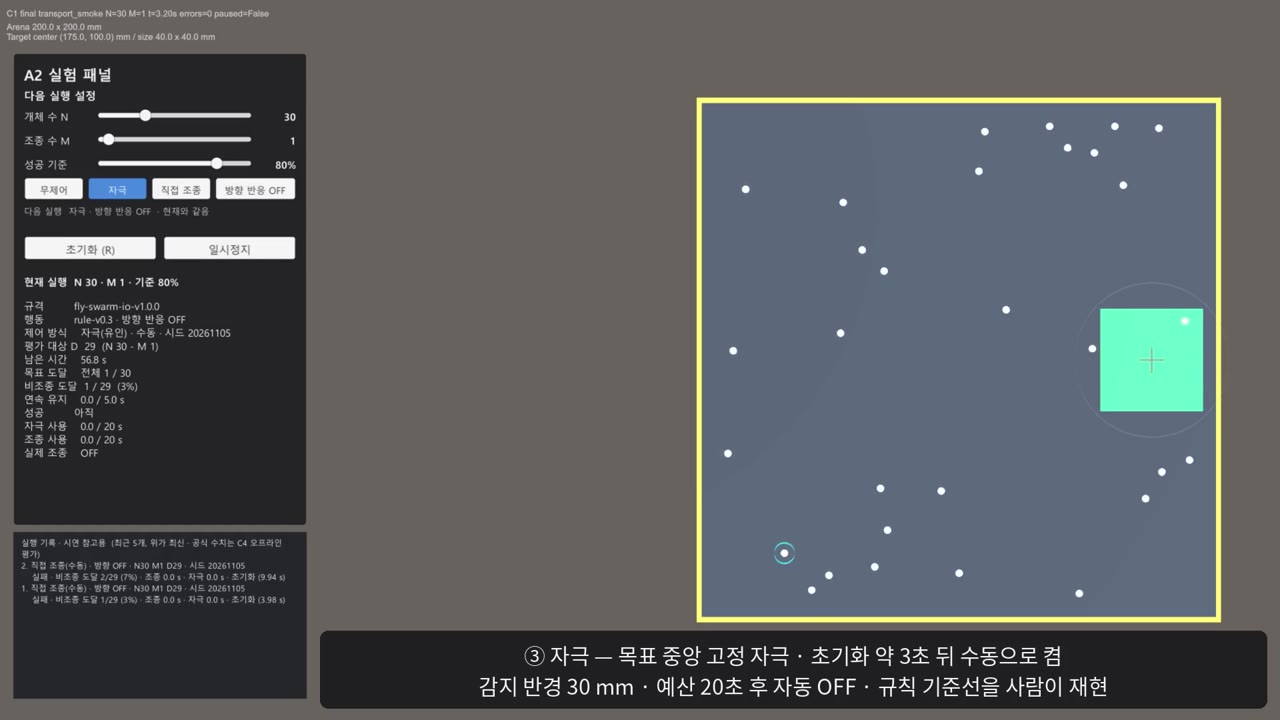 C1 final transport_smoke N=30 M=1 t=3.20s errors=0 paused=False
Arena 200.0 x 200.0 mm
Target center (175.0, 100.0) mm / size 40.0 x 40.0 mm
A2 실험 패널
다음 실행 설정
개체 수 N 30
조종 수 M 1
성공 기준 80%
무제어 자극 직접 조종 방향 반응 OFF
다음 실행 자극 · 방향 반응 OFF · 현재와 같음
초기화 (R) 일시정지
현재 실행 N 30 · M 1 · 기준 80%
규격 fly-swarm-io-v1.0.0
행동 rule-v0.3 · 방향 반응 OFF
제어 방식 자극(유인) · 수동 · 시드 20261105
평가 대상 D 29 (N 30 - M 1)
남은 시간 56.8 s
목표 도달 전체 1 / 30
비조종 도달 1 / 29 (3%)
연속 유지 0.0 / 5.0 s
성공 아직
자극 사용 0.0 / 20 s
조종 사용 0.0 / 20 s
실제 조종 OFF
실행 기록 · 시연 참고용 (최근 5개, 위가 최신 · 공식 수치는 C4 오프라인
평가)
2. 직접 조종(수동) · 방향 OFF · N30 M1 D29 · 시드 20261105
실패 · 비조종 도달 2/29 (7%) · 조종 0.0 s · 자극 0.0 s · 초기화 (9.94 s)
1. 직접 조종(수동) · 방향 OFF · N30 M1 D29 · 시드 20261105
실패 · 비조종 도달 1/29 (3%) · 조종 0.0 s · 자극 0.0 s · 초기화 (3.98 s)
③ 자극 — 목표 중앙 고정 자극 · 초기화 약 3초 뒤 수동으로 켬
감지 반경 30 mm · 예산 20초 후 자동 OFF · 규칙 기준선을 사람이 재현